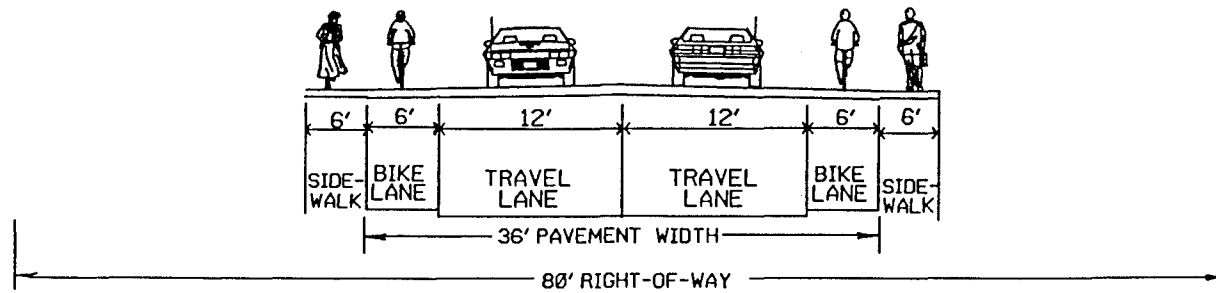 6' 6' 12' 12' 6' 6'
SIDE-
WALK
BIKE
LANE
TRAVEL
LANE
TRAVEL
LANE
BIKE
LANE
SIDE-
WALK
36' PAVEMENT WIDTH
80' RIGHT-OF-WAY